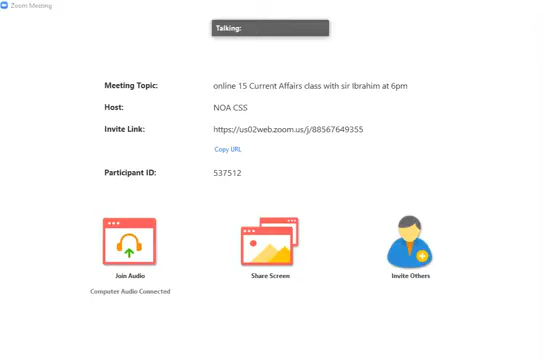 Zoom Meeting
Talking:
Meeting Topic: online 15 Current Affairs class with sir Ibrahim at 6pm
Host: NOA CSS
Invite Link: https://us02web.zoom.us/j/88567649355
Copy URL
Participant ID: 537512
Join Audio Share Screen Invite Others
Computer Audio Connected